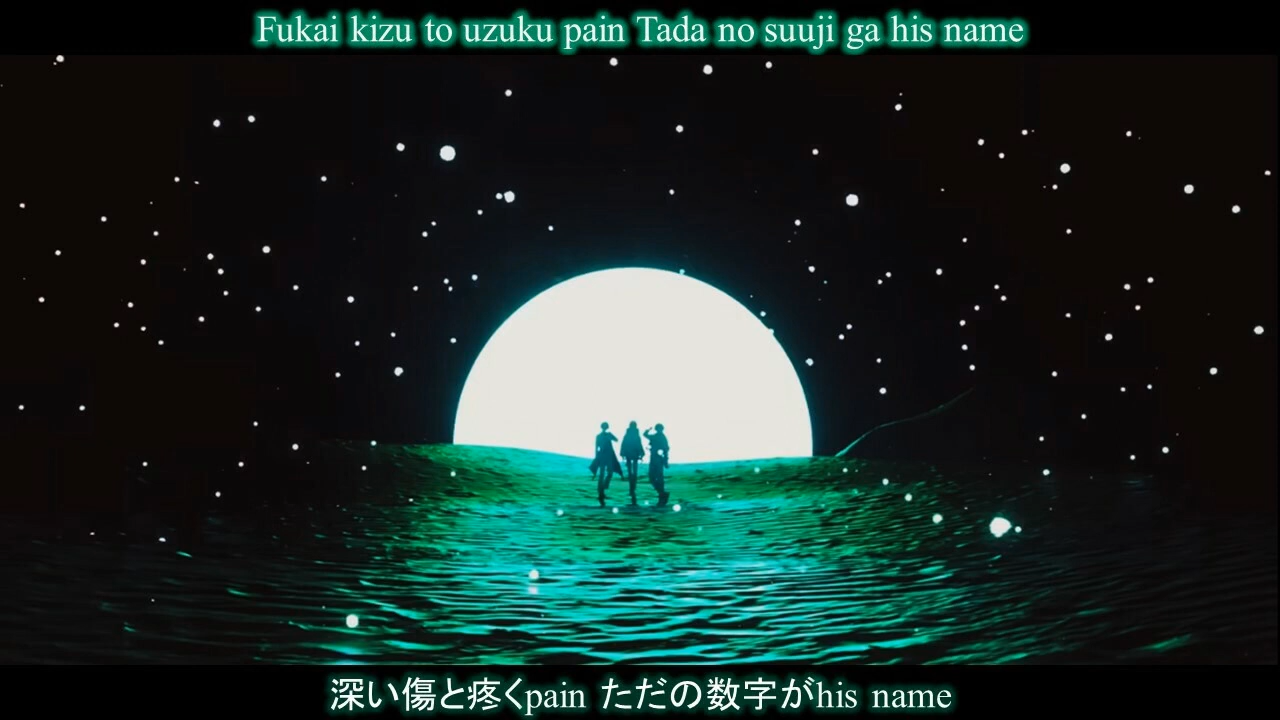 Fukai kizu to uzuku pain Tada no suuji ga his name
深い傷と疼くpain ただの数字がhis name